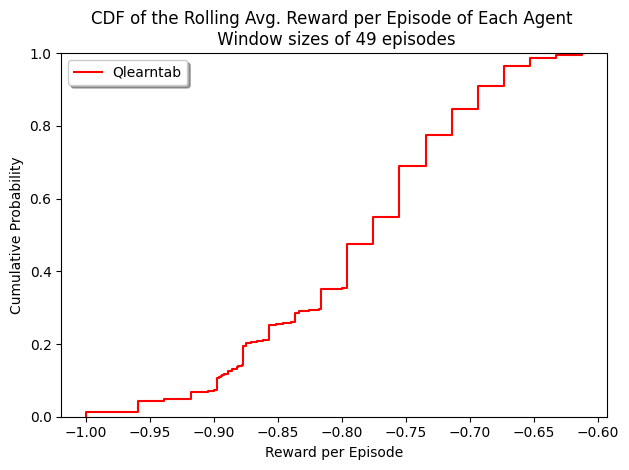 CDF of the Rolling Avg. Reward per Episode of Each Agent
Window sizes of 49 episodes
Qlearntab
Cumulative Probability
1.0
0.8
0.6
0.4
0.2
0.0
−1.00 −0.95 −0.90 −0.85 −0.80 −0.75 −0.70 −0.65 −0.60
Reward per Episode